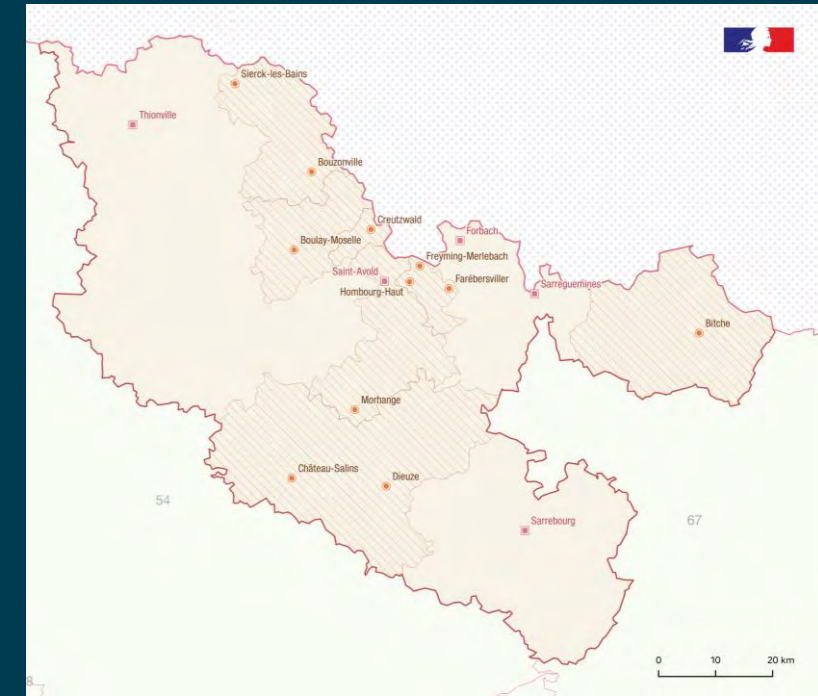 Sierck-les-Bains
Thionville
Bouzonville
Creutzwald
Forbach
Boulay-Moselle
Freyming-Merlebach
Saint-Avold
Farébersviller
Sarreguemines
Hombourg-Haut
Bitche
Morhange
Château-Salins
Dieuze
54
67
Sarrebourg
0 10 20 km
8